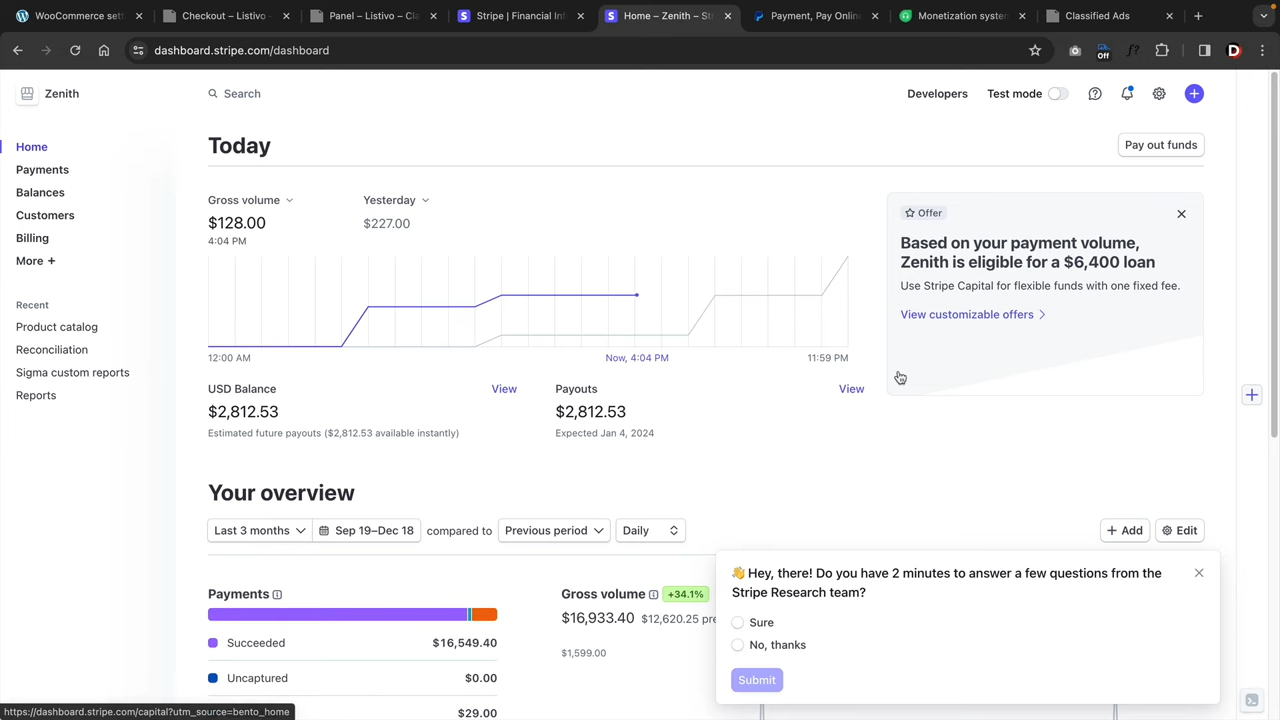 WooCommerce sett
Checkout – Listivo –
Panel – Listivo – Cla
Stripe | Financial Inf
Home – Zenith – St
Payment, Pay Onlin
Monetization system
Classified Ads
dashboard.stripe.com/dashboard
Off
f?
D
Zenith
Search
Developers
Test mode
Home
Payments
Balances
Customers
Billing
More +
Recent
Product catalog
Reconciliation
Sigma custom reports
Reports
Today
Pay out funds
Gross volume
Yesterday
$128.00
$227.00
4:04 PM
12:00 AM
Now, 4:04 PM
11:59 PM
Offer
Based on your payment volume,
Zenith is eligible for a $6,400 loan
Use Stripe Capital for flexible funds with one fixed fee.
View customizable offers
USD Balance
View
Payouts
View
$2,812.53
$2,812.53
Estimated future payouts ($2,812.53 available instantly)
Expected Jan 4, 2024
Your overview
Last 3 months
Sep 19–Dec 18
compared to
Previous period
Daily
+ Add
Edit
Payments
Succeeded
$16,549.40
Uncaptured
$0.00
$29.00
Gross volume
+34.1%
$16,933.40
$12,620.25 pre
$1,599.00
👋 Hey, there! Do you have 2 minutes to answer a few questions from the
Stripe Research team?
Sure
No, thanks
Submit
https://dashboard.stripe.com/capital?utm_source=bento_home